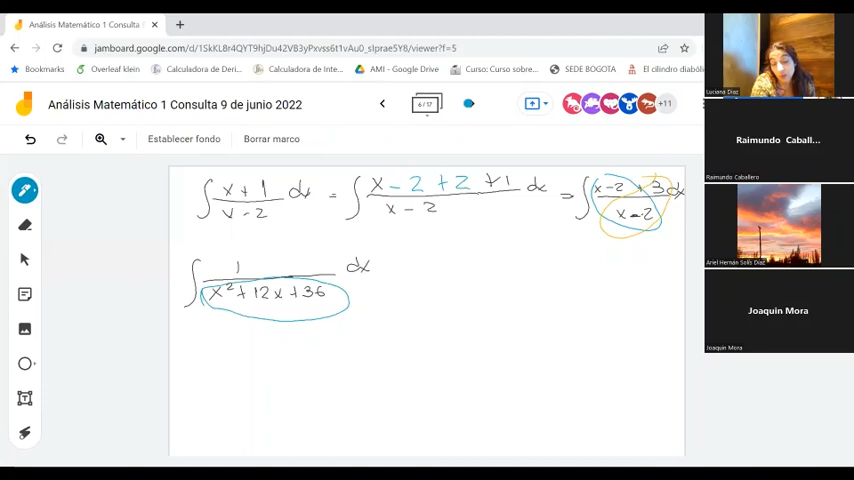 Análisis Matemático 1 Consulta 9
jamboard.google.com/d/1SkKL8r4QYT9hjDu42VB3yPxvss6t1vAu0_slprae5Y8/viewer?f=5
Bookmarks Overleaf klein Calculadora de Deri... Calculadora de Inte... AMI - Google Drive Curso: Curso sobre... SEDE BOGOTA El cilindro diaból
Análisis Matemático 1 Consulta 9 de junio 2022
6 / 17
+11
Establecer fondo Borrar marco
∫ x + 1 / x - 2 dx = ∫ x - 2 + 2 + 1 / x - 2 dx = ∫ x - 2 + 3 / x - 2 dx
∫ 1 / x² + 12x + 36 dx
Luciana Diaz
Raimundo Caball...
Raimundo Caballero
Ariel Hernán Solís Díaz
Joaquin Mora
Joaquin Mora